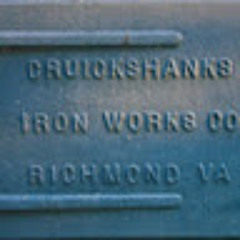 CRUICKSHANKS
IRON WORKS CO
RICHMOND VA